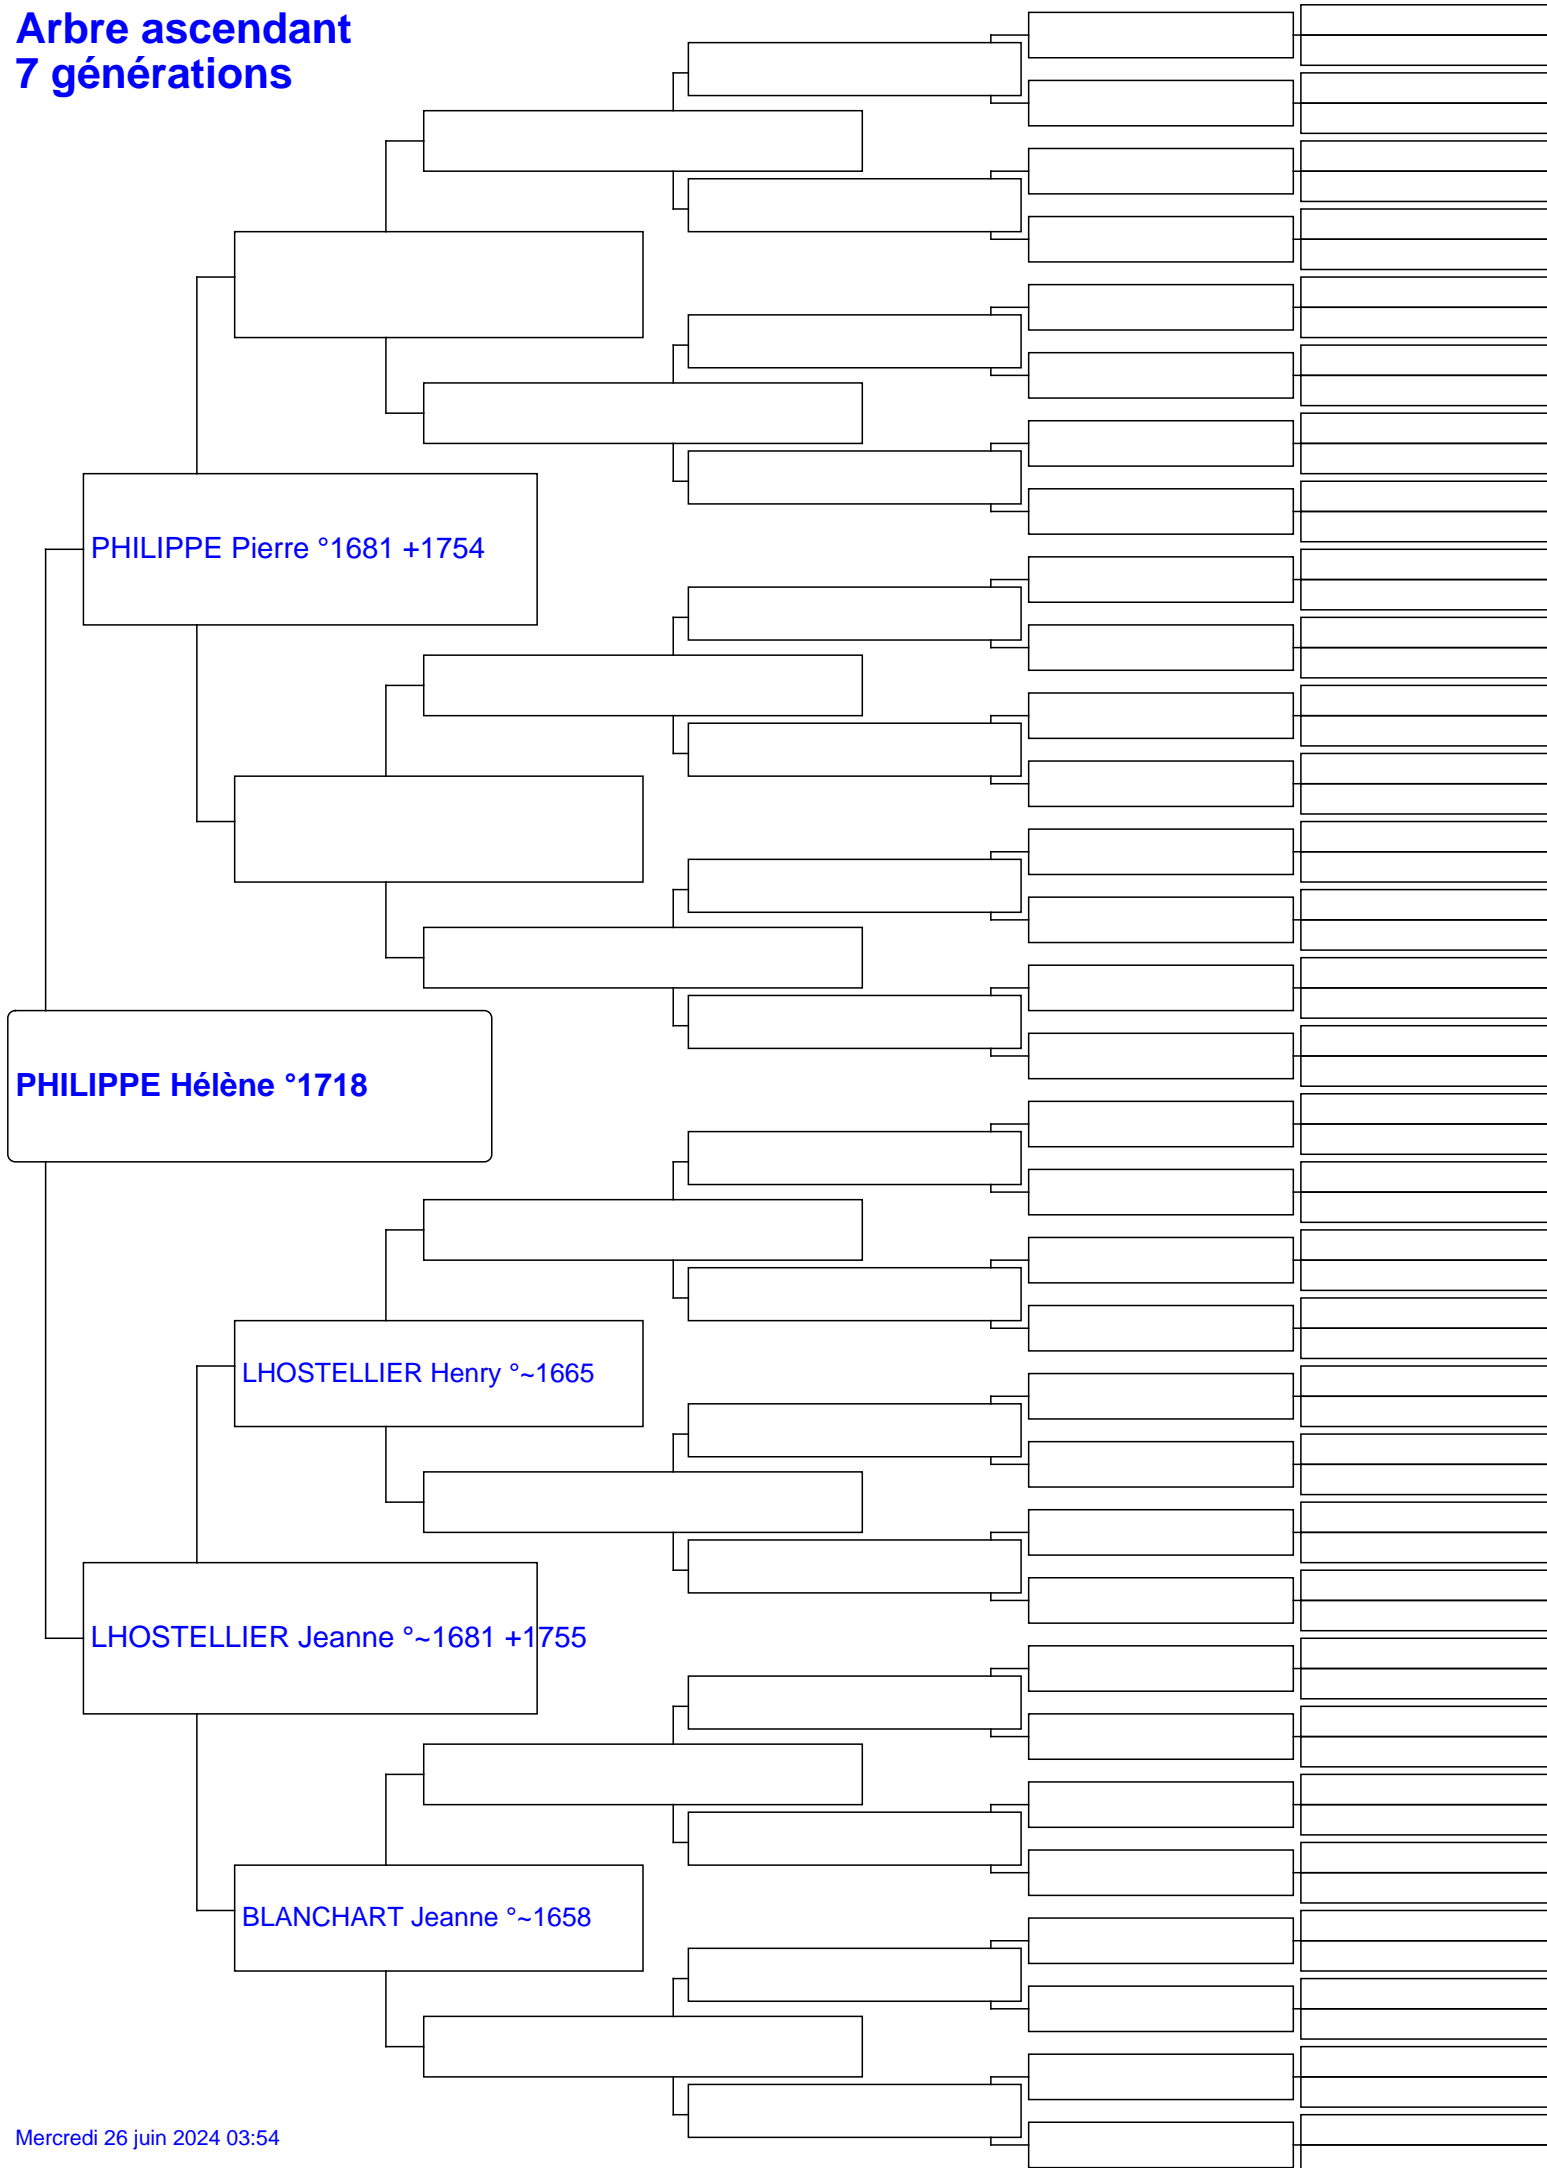 Arbre ascendant
7 générations
PHILIPPE Pierre °1681 +1754
PHILIPPE Hélène °1718
LHOSTELLIER Henry °~1665
LHOSTELLIER Jeanne °~1681 +1755
BLANCHART Jeanne °~1658
Mercredi 26 juin 2024 03:54